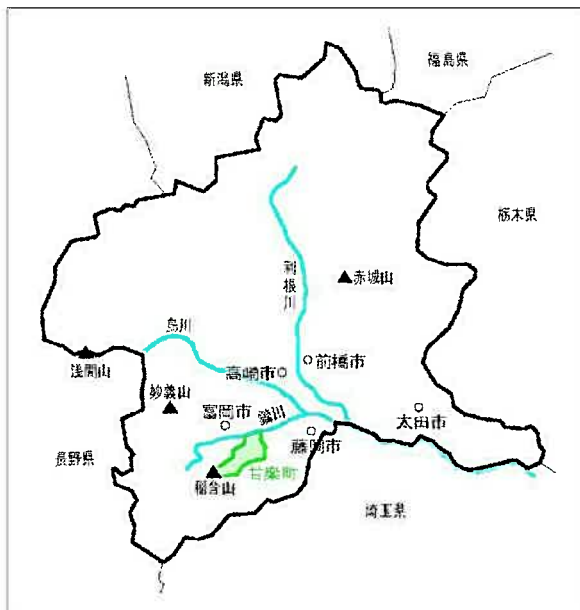 福島県
新潟県
栃木県
利根川
赤城山
烏川
浅間山
高崎市
前橋市
妙義山
富岡市
鏑川
太田市
藤岡市
長野県
甘楽町
稲含山
埼玉県